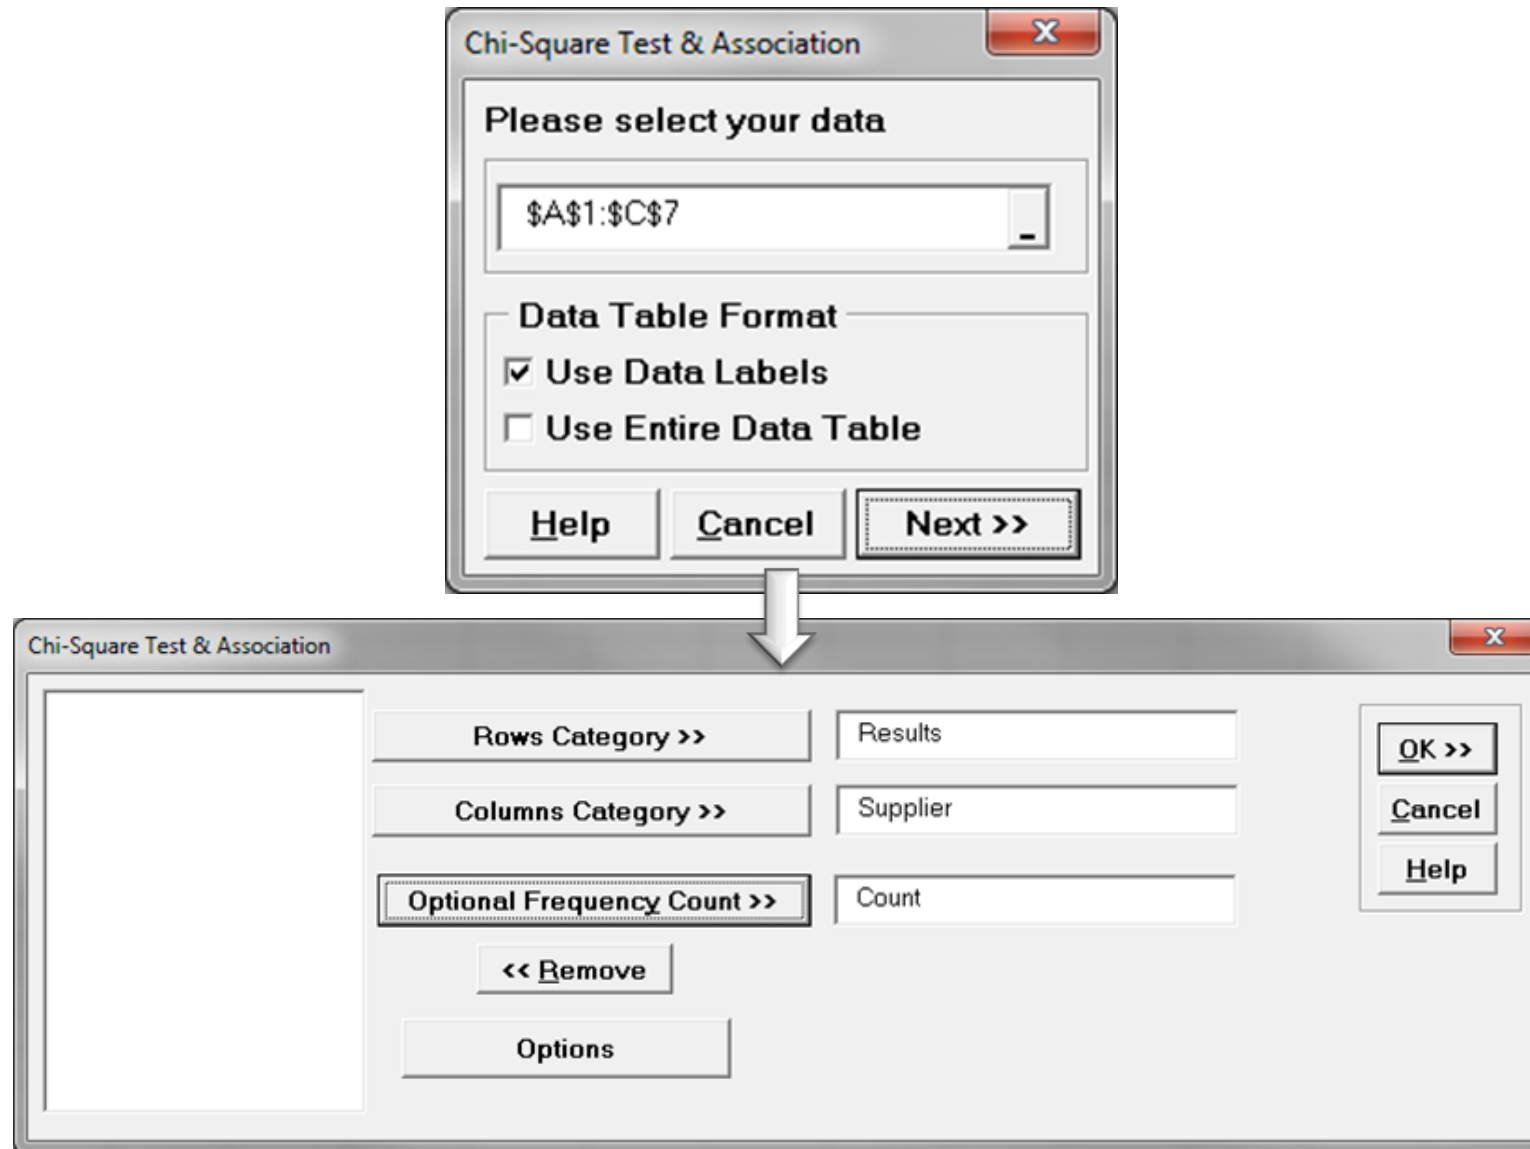 Chi-Square Test & Association
Please select your data
$A$1:$C$7
Data Table Format
Use Data Labels
Use Entire Data Table
Help Cancel Next >>
Chi-Square Test & Association
Rows Category >> Results
OK >>
Columns Category >> Supplier
Cancel
Help
Optional Frequency Count >> Count
<< Remove
Options